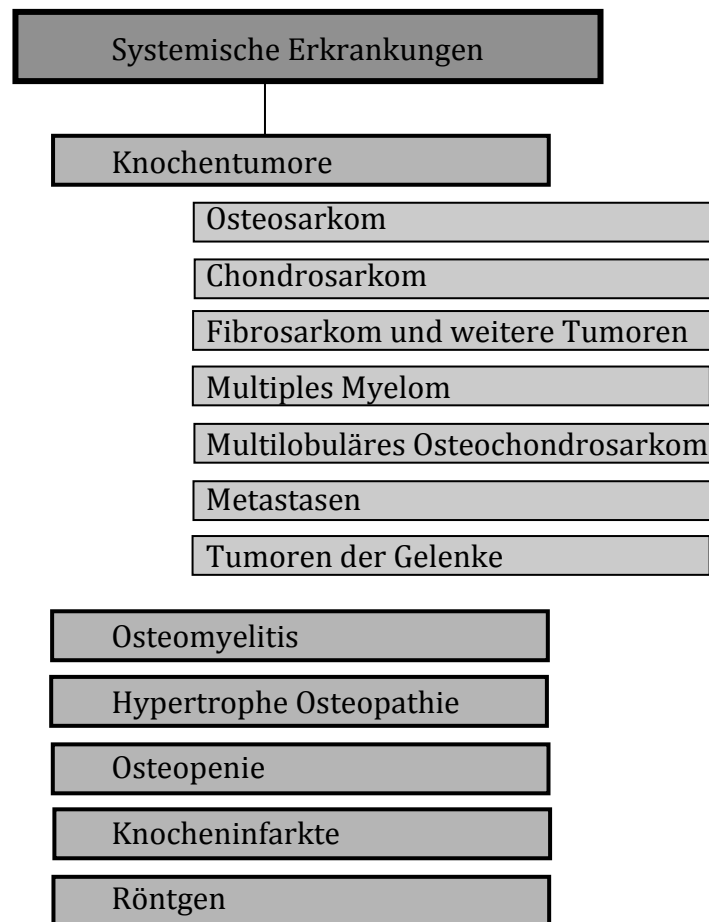 Systemische Erkrankungen
Knochentumore
Osteosarkom
Chondrosarkom
Fibrosarkom und weitere Tumoren
Multiples Myelom
Multilobuläres Osteochondrosarkom
Metastasen
Tumoren der Gelenke
Osteomyelitis
Hypertrophe Osteopathie
Osteopenie
Knocheninfarkte
Röntgen